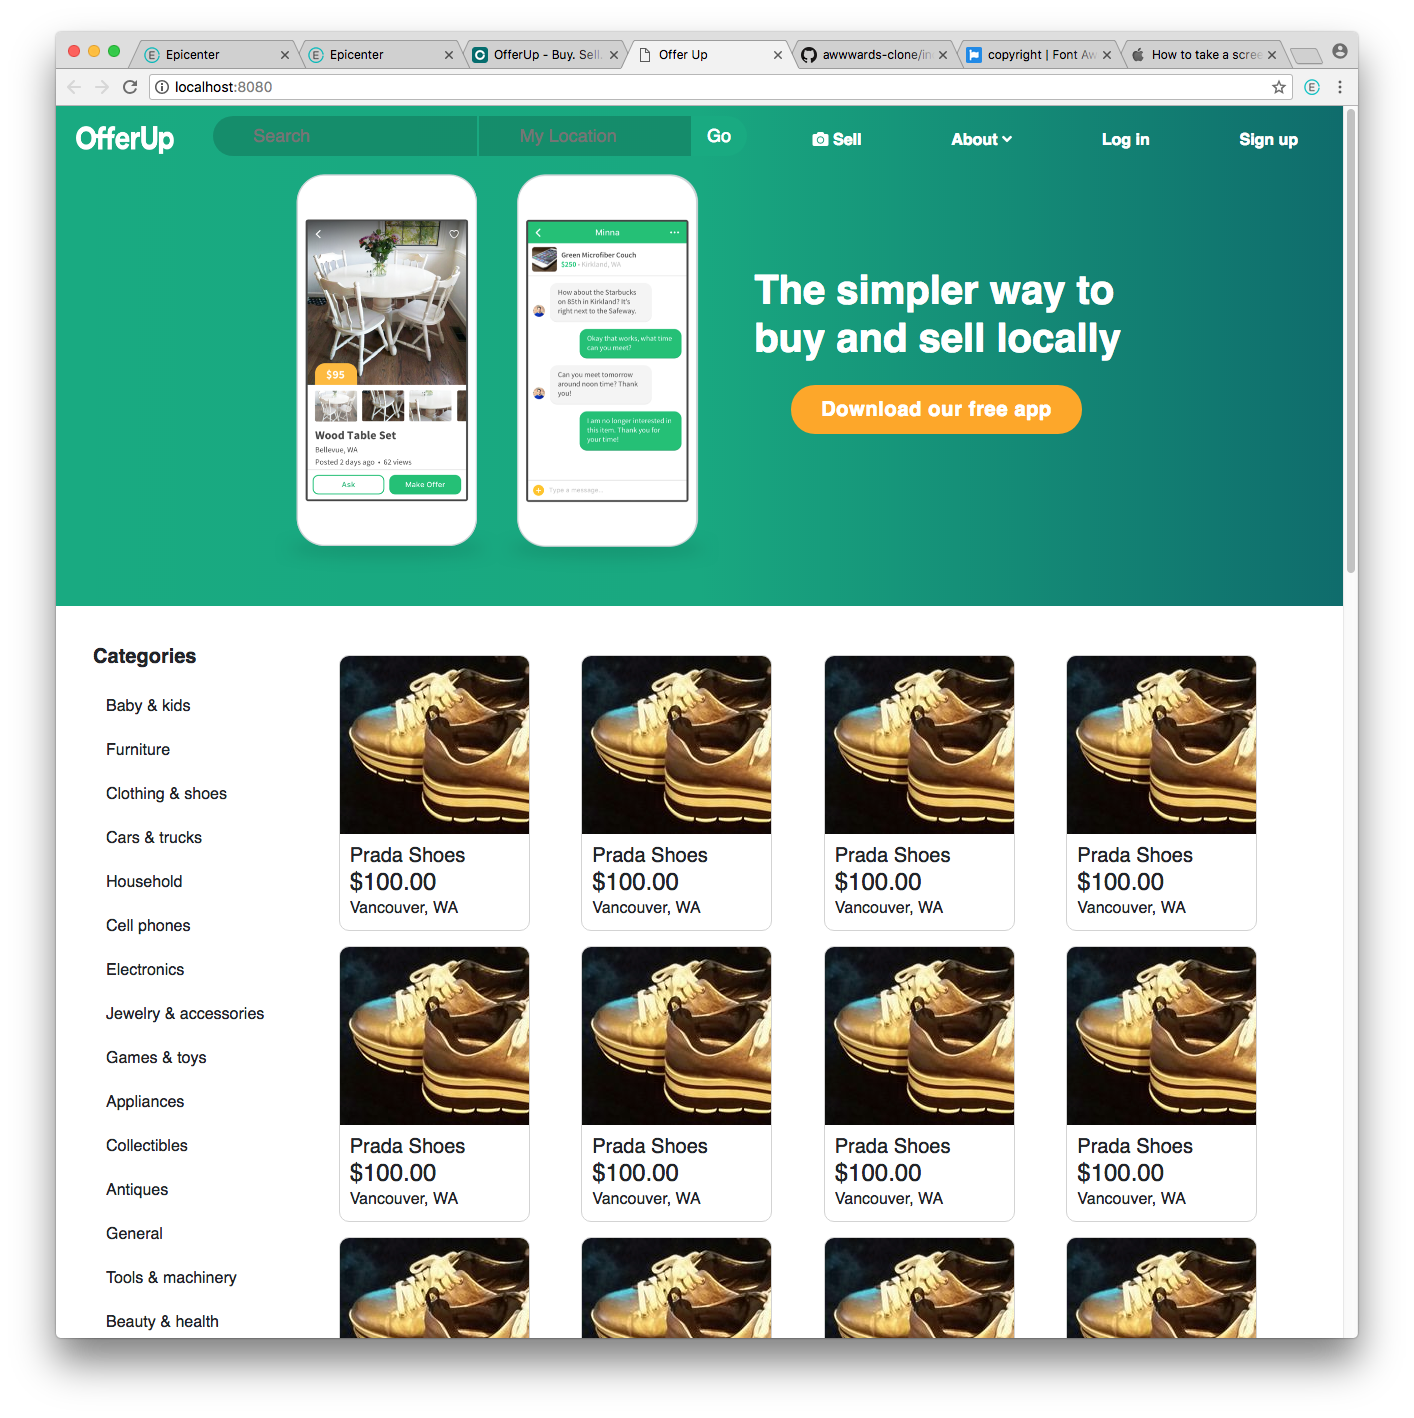 Epicenter
Epicenter
OfferUp - Buy. Sell.
Offer Up
awwwards-clone/in
copyright | Font Aw
How to take a scre
localhost:8080
OfferUp
Search
My Location
Go
Sell
About
Log in
Sign up
$95
Wood Table Set
Bellevue, WA
Posted 2 days ago • 62 views
Ask
Make Offer
Minna
Green Microfiber Couch
$250 • Kirkland, WA
How about the Starbucks
on 85th in Kirkland? It's
right next to the Safeway.
Okay that works, what time
can you meet?
Can you meet tomorrow
around noon time? Thank
you!
I am no longer interested in
this item. Thank you for
your time!
Type a message...
The simpler way to
buy and sell locally
Download our free app
Categories
Baby & kids
Furniture
Clothing & shoes
Cars & trucks
Household
Cell phones
Electronics
Jewelry & accessories
Games & toys
Appliances
Collectibles
Antiques
General
Tools & machinery
Beauty & health
Prada Shoes
$100.00
Vancouver, WA
Prada Shoes
$100.00
Vancouver, WA
Prada Shoes
$100.00
Vancouver, WA
Prada Shoes
$100.00
Vancouver, WA
Prada Shoes
$100.00
Vancouver, WA
Prada Shoes
$100.00
Vancouver, WA
Prada Shoes
$100.00
Vancouver, WA
Prada Shoes
$100.00
Vancouver, WA